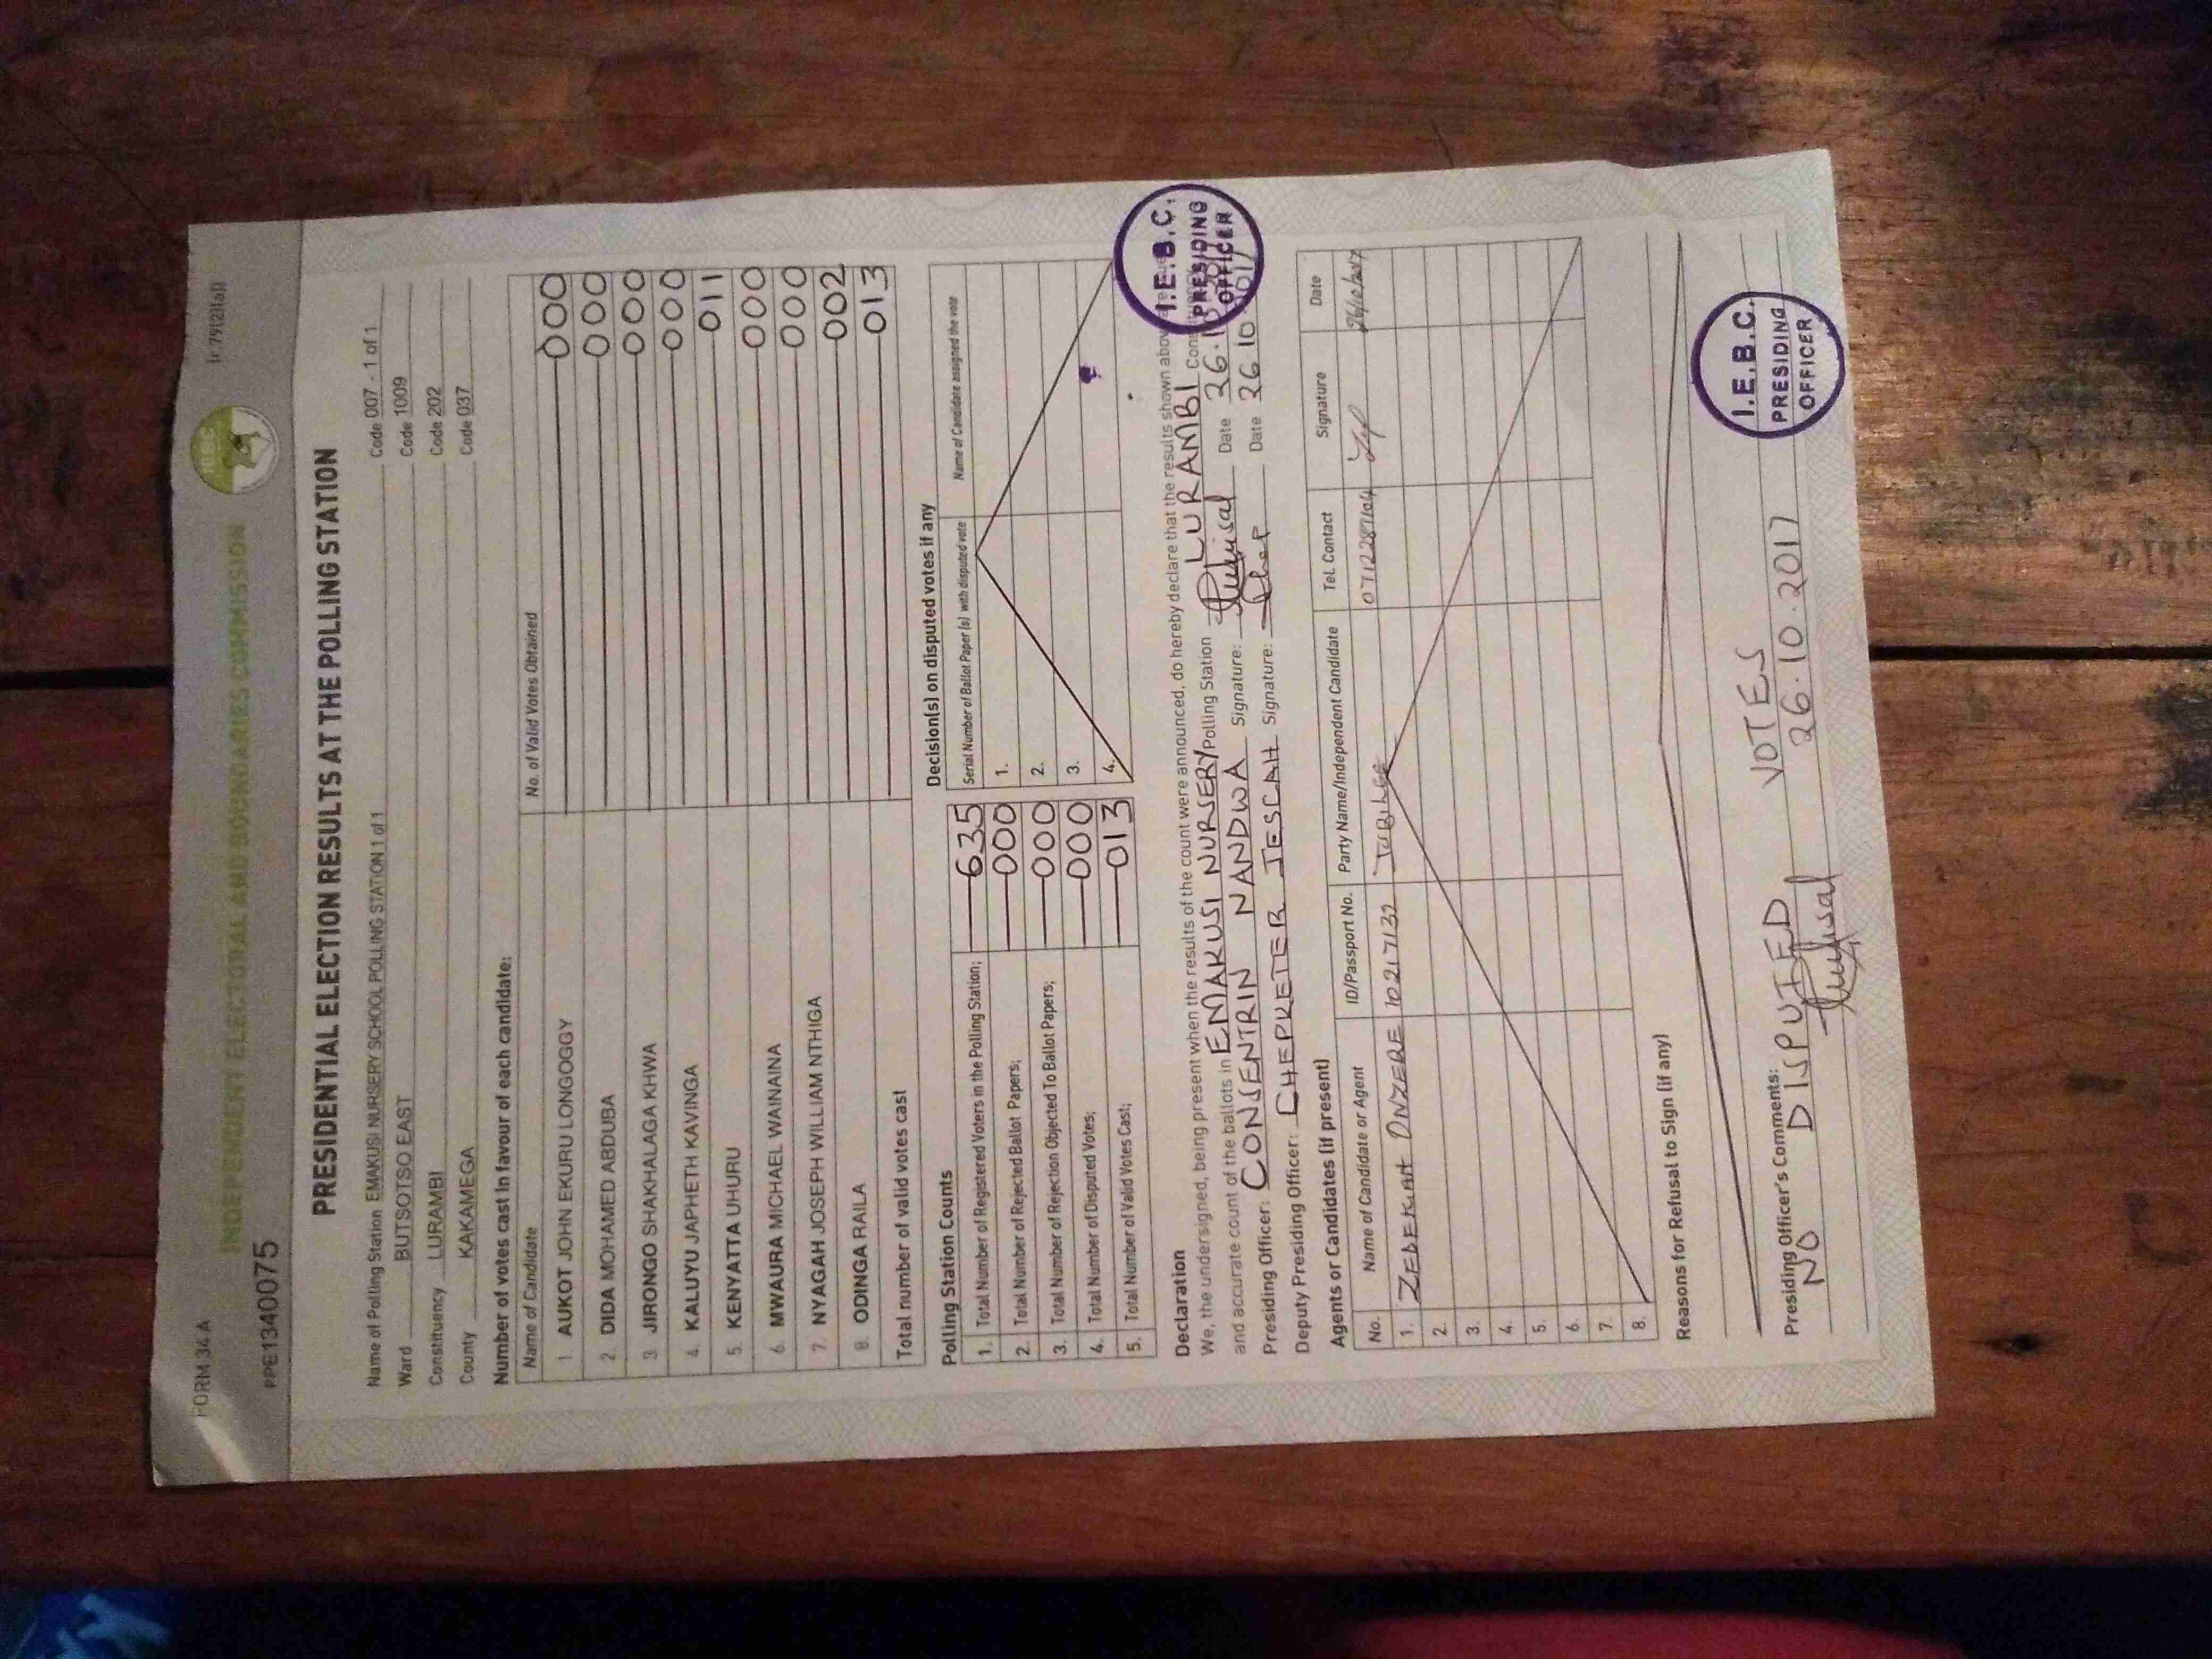 FORM 34 A
INDEPENDENT ELECTORAL AND BOUNDARIES COMMISSION
IEBC
PPE1340075
PRESIDENTIAL ELECTION RESULTS AT THE POLLING STATION
Name of Polling Station EMAKUSI NURSERY SCHOOL POLLING STATION 1 of 1 Code 007 - 1 of 1
Ward BUTSOTSO EAST Code 1009
Constituency LURAMBI Code 202
County KAKAMEGA Code 037
Number of votes cast in favour of each candidate:
Name of Candidate No. of Valid Votes Obtained
1 AUKOT JOHN EKURU LONGOGGY 000
2. DIDA MOHAMED ABDUBA 000
3 JIRONGO SHAKHALAGA KHWA 000
4. KALUYU JAPHETH KAVINGA 000
5. KENYATTA UHURU 011
6. MWAURA MICHAEL WAINAINA 000
7. NYAGAH JOSEPH WILLIAM NTHIGA 000
8 ODINGA RAILA 002
Total number of valid votes cast 013
Polling Station Counts
1. Total Number of Registered Voters in the Polling Station; 635
2. Total Number of Rejected Ballot Papers; 000
3. Total Number of Rejection Objected To Ballot Papers; 000
4. Total Number of Disputed Votes; 000
5. Total Number of Valid Votes Cast; 013
Decision(s) on disputed votes if any
Serial Number of Ballot Paper (s) with disputed vote Name of Candidate assigned the vote
1.
2.
3.
4.
Declaration
We, the undersigned, being present when the results of the count were announced, do hereby declare that the results shown above
and accurate count of the ballots in EMAKUSI NURSERY Polling Station LURAMBI
Presiding Officer: CONSENTRIN NANDWA Signature: Date 26.10.2017
Deputy Presiding Officer: CHEPKETER JESCAH Signature: Date 26.10.2017
I.E.B.C.
PRESIDING
OFFICER
Agents or Candidates (if present)
No. Name of Candidate or Agent ID/Passport No. Party Name/Independent Candidate Tel. Contact Signature Date
1. ZEDEKIAH ONZERE 10217132 JUBILEE 26/10/2017
2.
3.
4.
5.
6.
7.
8.
Reasons for Refusal to Sign (if any)
Presiding Officer's Comments:
NO DISPUTED VOTES
26.10.2017
I.E.B.C.
PRESIDING
OFFICER